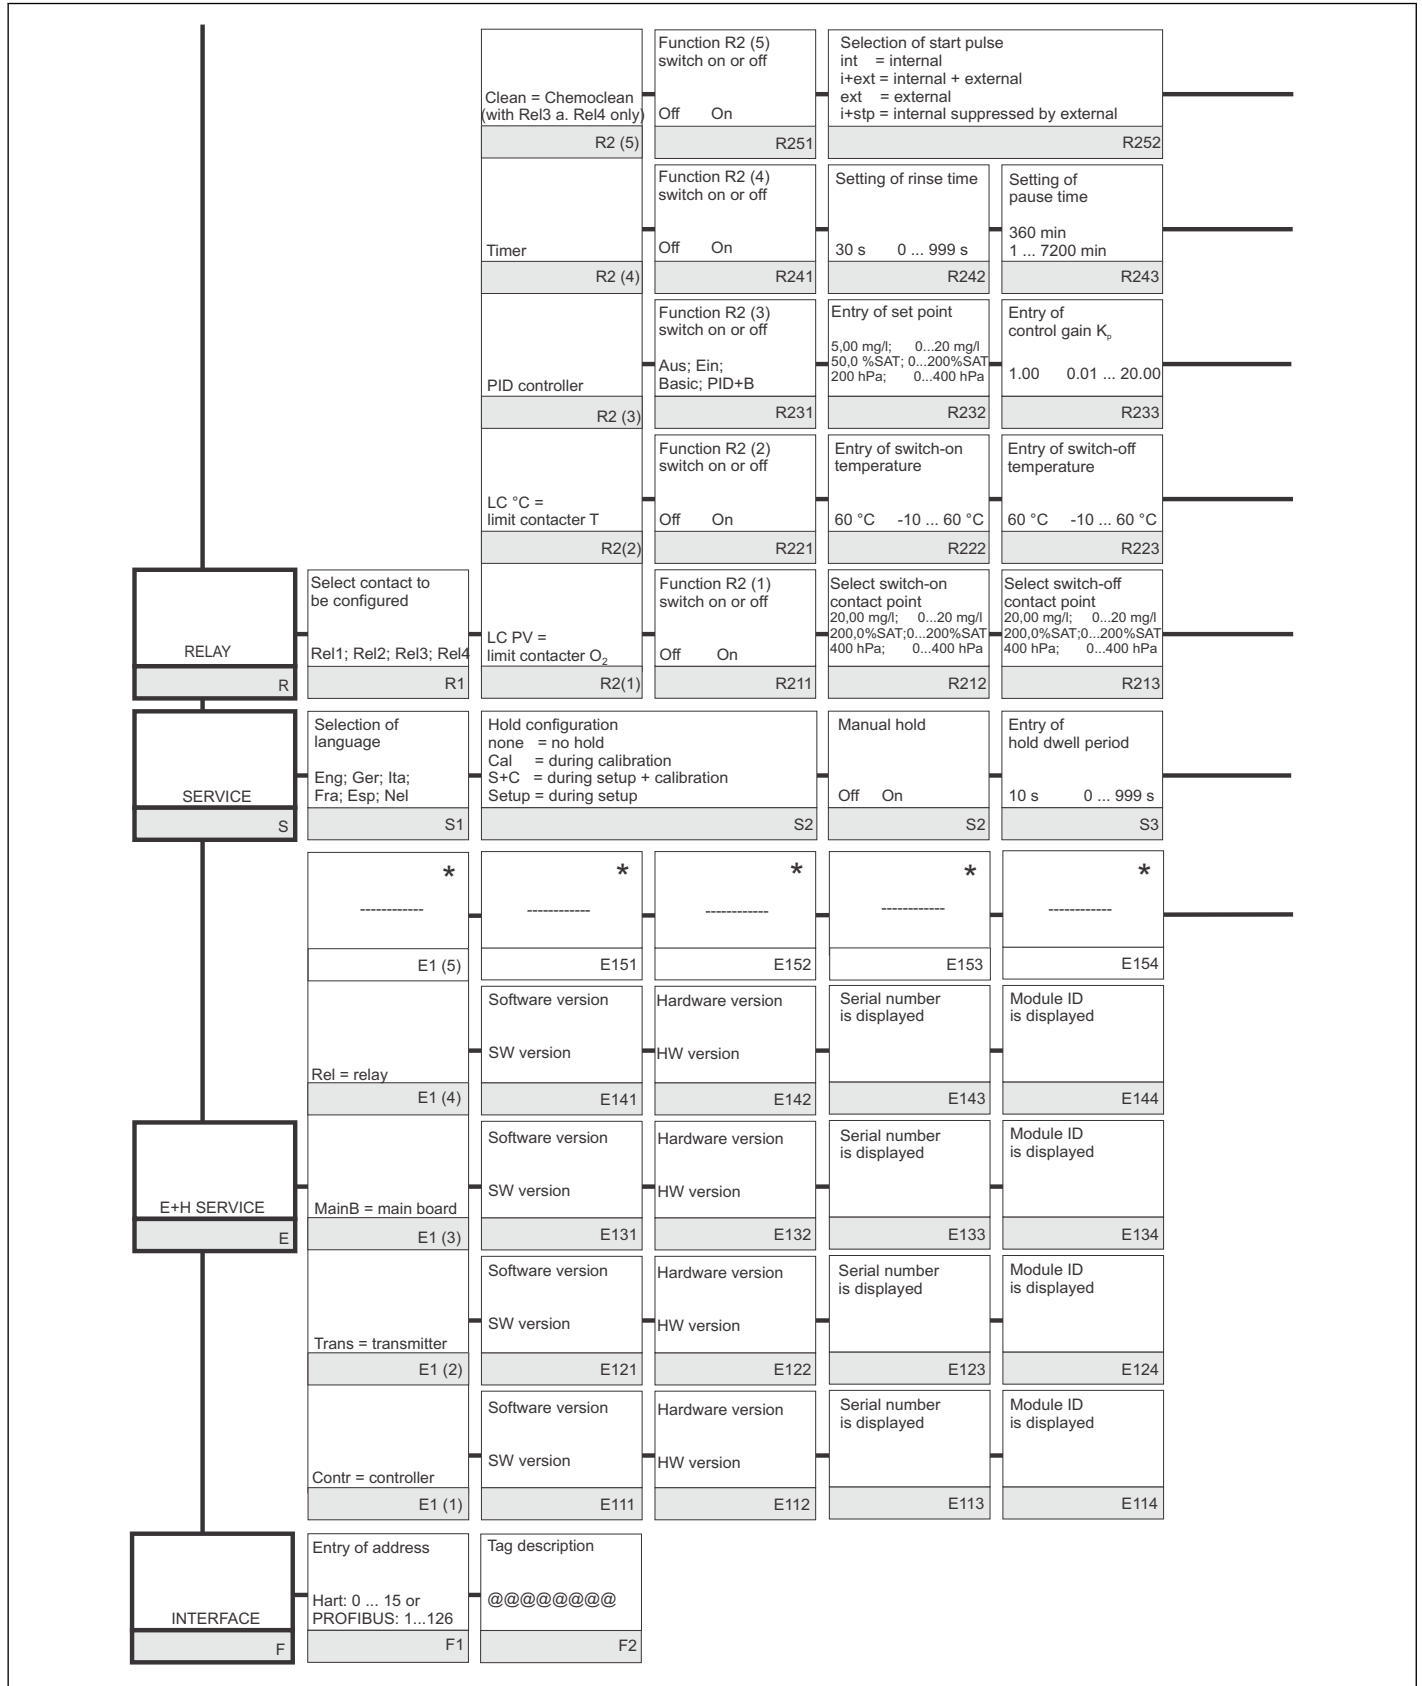 Clean = Chemoclean
(with Rel3 a. Rel4 only)
R2 (5)
Function R2 (5)
switch on or off
Off On
R251
Selection of start pulse
int = internal
i+ext = internal + external
ext = external
i+stp = internal suppressed by external
R252
Timer
R2 (4)
Function R2 (4)
switch on or off
Off On
R241
Setting of rinse time
30 s 0 ... 999 s
R242
Setting of
pause time
360 min
1 ... 7200 min
R243
PID controller
R2 (3)
Function R2 (3)
switch on or off
Aus; Ein;
Basic; PID+B
R231
Entry of set point
5,00 mg/l; 0...20 mg/l
50,0 %SAT; 0...200%SAT
200 hPa; 0...400 hPa
R232
Entry of
control gain Kp
1.00 0.01 ... 20.00
R233
LC °C =
limit contacter T
R2(2)
Function R2 (2)
switch on or off
Off On
R221
Entry of switch-on
temperature
60 °C -10 ... 60 °C
R222
Entry of switch-off
temperature
60 °C -10 ... 60 °C
R223
RELAY
R
Select contact to
be configured
Rel1; Rel2; Rel3; Rel4
R1
LC PV =
limit contacter O2
R2(1)
Function R2 (1)
switch on or off
Off On
R211
Select switch-on
contact point
20,00 mg/l; 0...20 mg/l
200,0%SAT;0...200%SAT
400 hPa; 0...400 hPa
R212
Select switch-off
contact point
20,00 mg/l; 0...20 mg/l
200,0%SAT;0...200%SAT
400 hPa; 0...400 hPa
R213
SERVICE
S
Selection of
language
Eng; Ger; Ita;
Fra; Esp; Nel
S1
Hold configuration
none = no hold
Cal = during calibration
S+C = during setup + calibration
Setup = during setup
S2
Manual hold
Off On
S2
Entry of
hold dwell period
10 s 0 ... 999 s
S3
*
------------
E1 (5)
*
------------
E151
*
------------
E152
*
------------
E153
*
------------
E154
Rel = relay
E1 (4)
Software version
SW version
E141
Hardware version
HW version
E142
Serial number
is displayed
E143
Module ID
is displayed
E144
E+H SERVICE
E
MainB = main board
E1 (3)
Software version
SW version
E131
Hardware version
HW version
E132
Serial number
is displayed
E133
Module ID
is displayed
E134
Trans = transmitter
E1 (2)
Software version
SW version
E121
Hardware version
HW version
E122
Serial number
is displayed
E123
Module ID
is displayed
E124
Contr = controller
E1 (1)
Software version
SW version
E111
Hardware version
HW version
E112
Serial number
is displayed
E113
Module ID
is displayed
E114
INTERFACE
F
Entry of address
Hart: 0 ... 15 or
PROFIBUS: 1...126
F1
Tag description
@@@@@@@@
F2